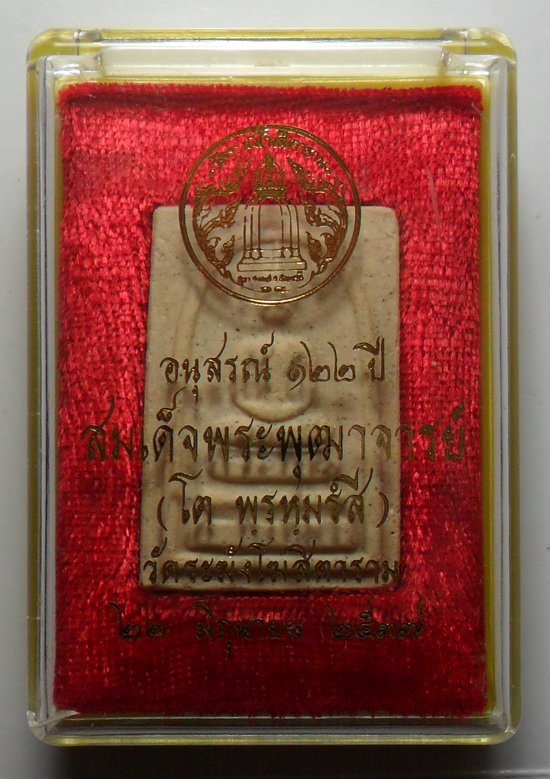 อนุสรณ์ ๑๒๒ ปี
สมเด็จพระพุฒาจารย์
(โต พฺรหฺมรํสี)
วัดระฆังโฆสิตาราม
๒๒ มิถุนายน ๒๕๓๗